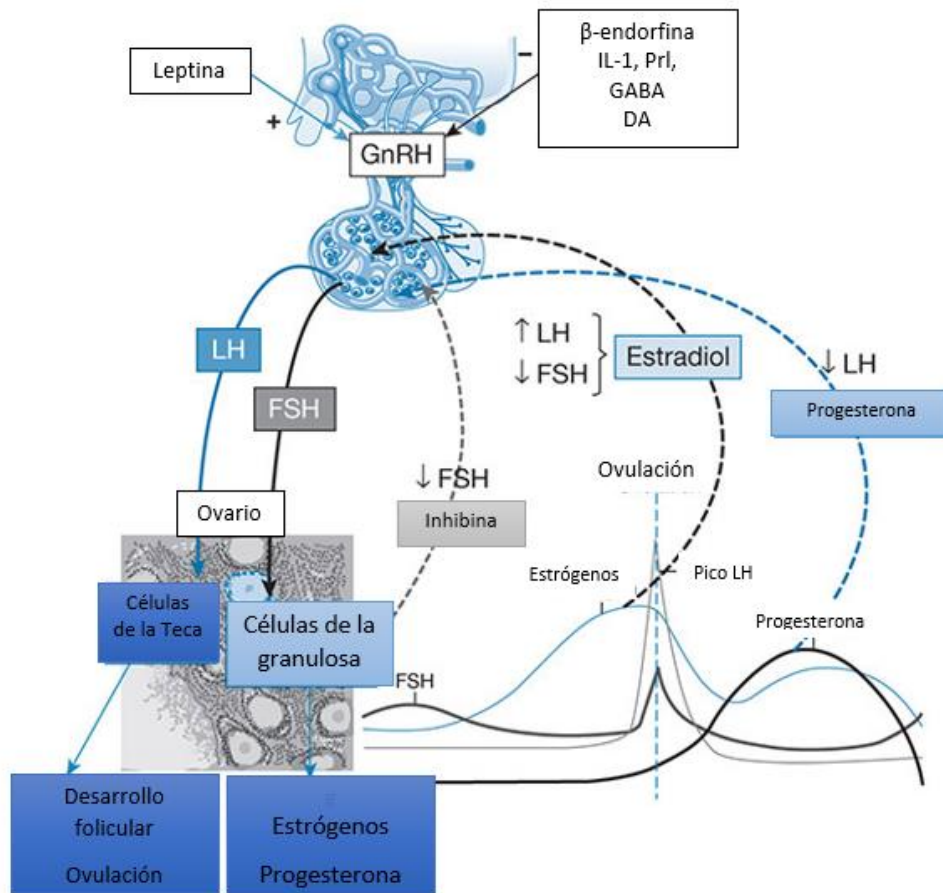 β-endorfina
IL-1, Prl,
GABA
DA
Leptina
–
+
GnRH
LH
FSH
↑ LH
↓ FSH
Estradiol
↓ LH
Progesterona
Ovulación
↓ FSH
Inhibina
Ovario
Estrógenos
Pico LH
Células
de la Teca
Células de la
granulosa
Progesterona
FSH
Desarrollo
folicular
Ovulación
Estrógenos
Progesterona